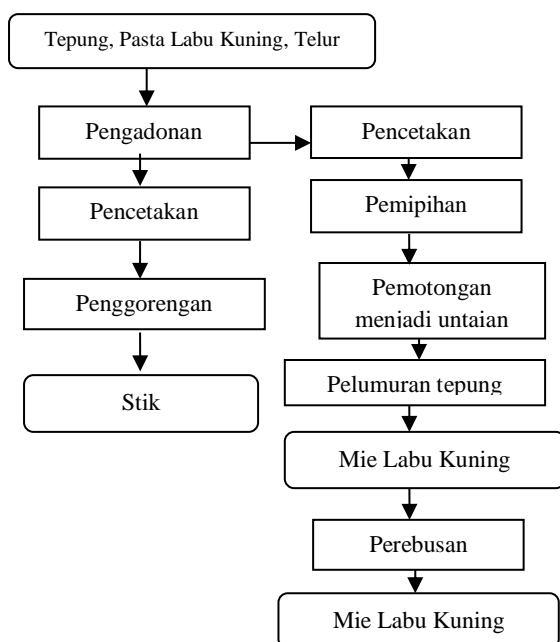 Tepung, Pasta Labu Kuning, Telur
Pengadonan
Pencetakan
Penggorengan
Stik
Pencetakan
Pemipihan
Pemotongan
menjadi untaian
Pelumuran tepung
Mie Labu Kuning
Perebusan
Mie Labu Kuning